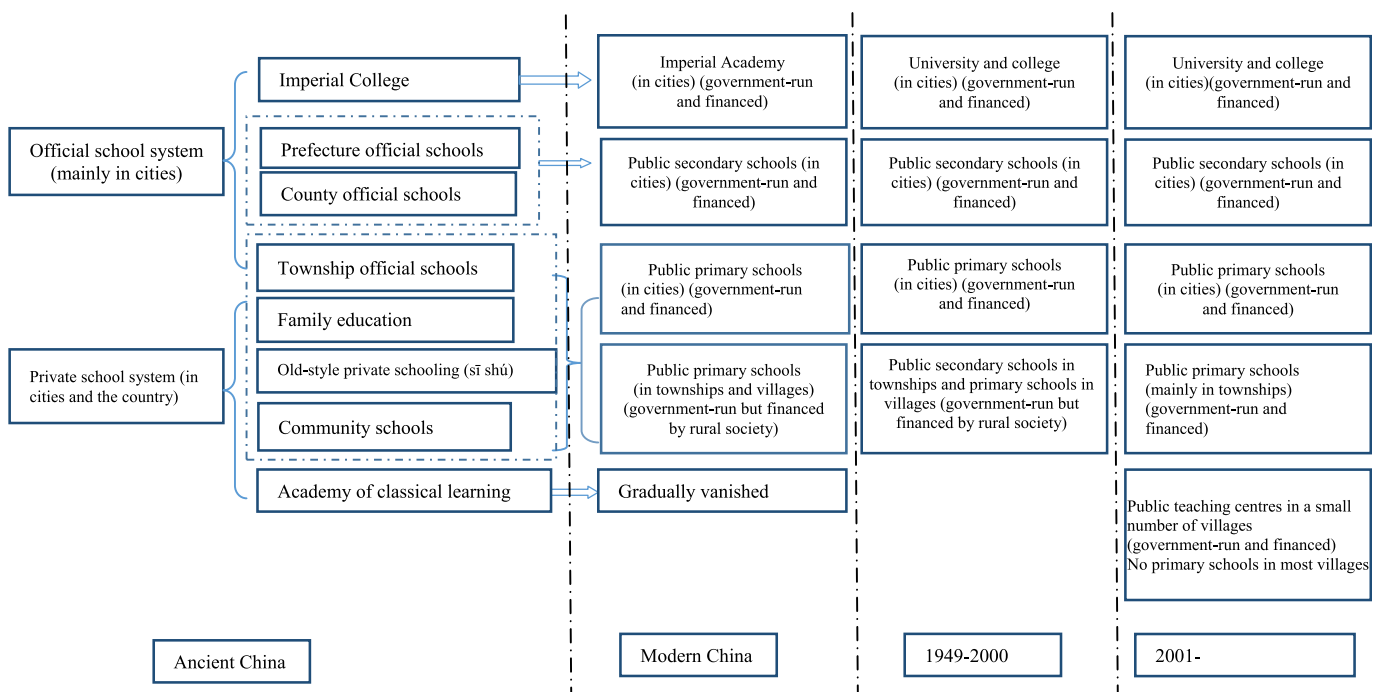 Official school system
(mainly in cities)
Private school system (in
cities and the country)
Imperial College
Prefecture official schools
County official schools
Township official schools
Family education
Old-style private schooling (sī shú)
Community schools
Academy of classical learning
Ancient China
Imperial Academy
(in cities) (government-run
and financed)
Public secondary schools (in
cities) (government-run and
financed)
Public primary schools
(in cities) (government-run
and financed)
Public primary schools
(in townships and villages)
(government-run but financed
by rural society)
Gradually vanished
Modern China
University and college
(in cities) (government-run
and financed)
Public secondary schools (in
cities) (government-run and
financed)
Public primary schools
(in cities) (government-run
and financed)
Public secondary schools in
townships and primary schools in
villages (government-run but
financed by rural society)
1949-2000
University and college
(in cities)(government-run and
financed)
Public secondary schools (in
cities) (government-run and
financed)
Public primary schools
(in cities) (government-run
and financed)
Public primary schools
(mainly in townships)
(government-run and
financed)
Public teaching centres in a small
number of villages
(government-run and financed)
No primary schools in most villages
2001-